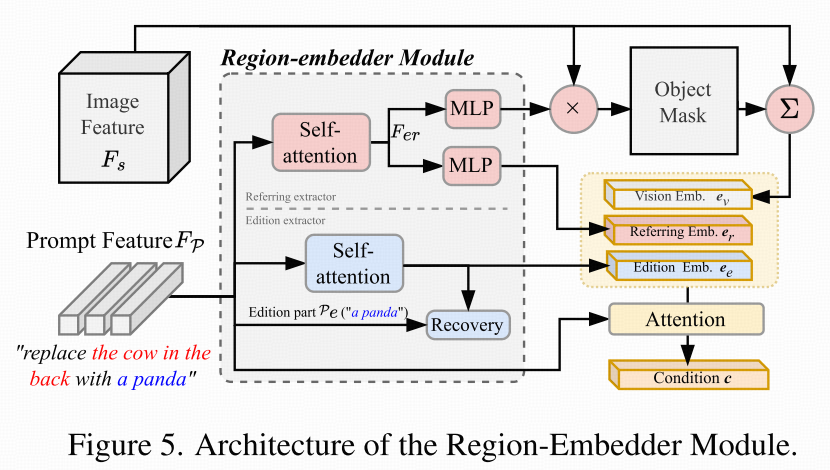 Region-embedder Module
Image
Feature
Fₛ
Self-
attention
F_er
MLP
MLP
×
Object
Mask
Σ
Referring extractor
Edition extractor
Vision Emb. e_v
Referring Emb. e_r
Edition Emb. e_e
Prompt Feature F_𝒫
Self-
attention
Edition part 𝒫e ("a panda")
Recovery
Attention
Condition c
"replace the cow in the
back with a panda"
Figure 5. Architecture of the Region-Embedder Module.